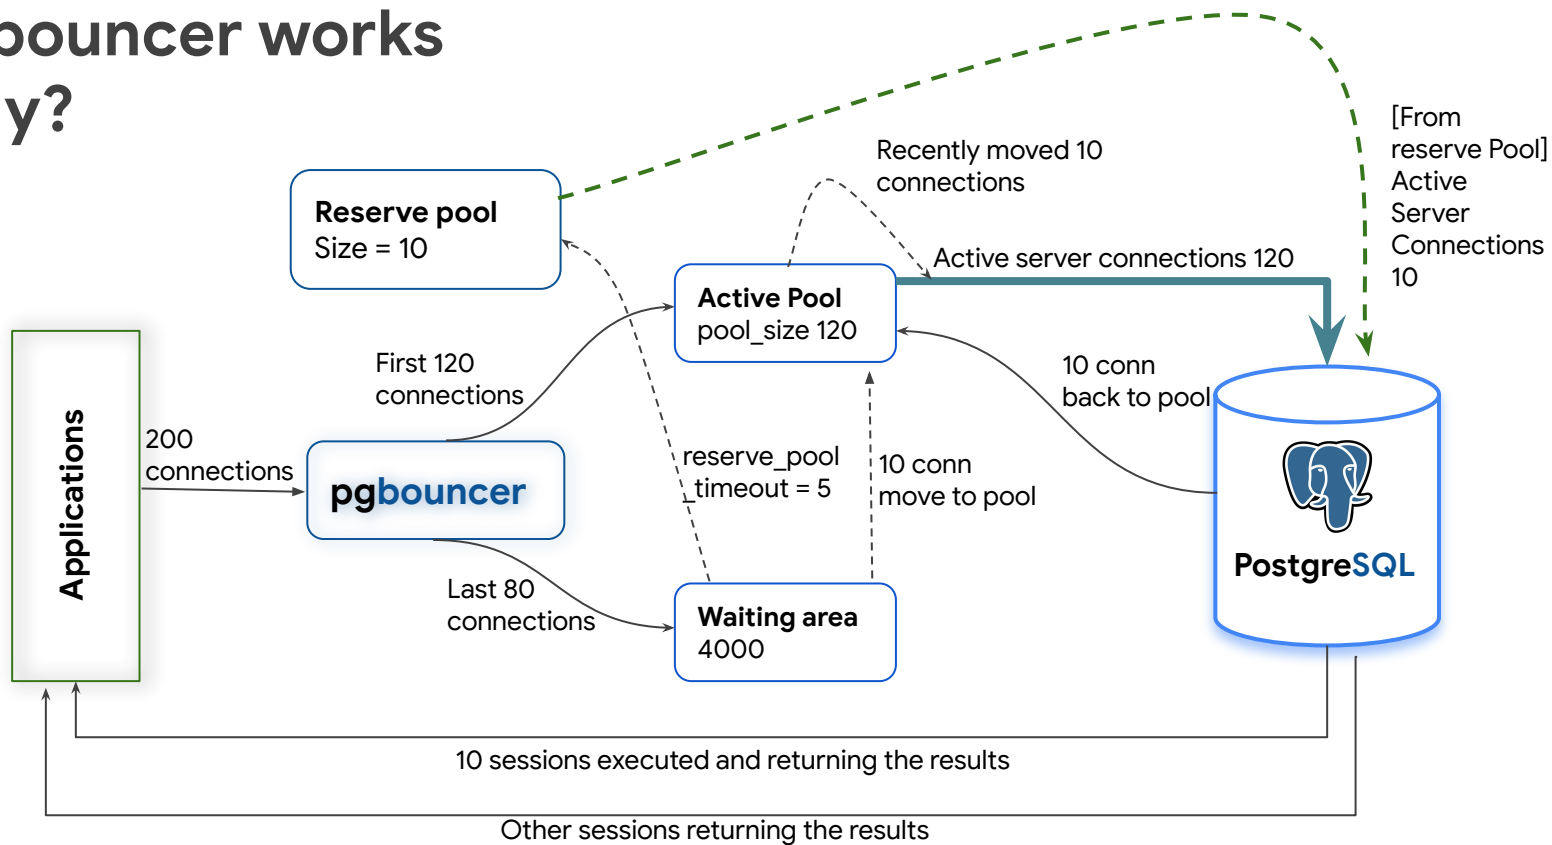 bouncer works
y?
[From
reserve Pool]
Active
Server
Connections
10
Recently moved 10
connections
Reserve pool
Size = 10
Active server connections 120
Active Pool
pool_size 120
First 120
connections
10 conn
back to pool
Applications
200
connections
pgbouncer
reserve_pool
_timeout = 5
10 conn
move to pool
PostgreSQL
Last 80
connections
Waiting area
4000
10 sessions executed and returning the results
Other sessions returning the results